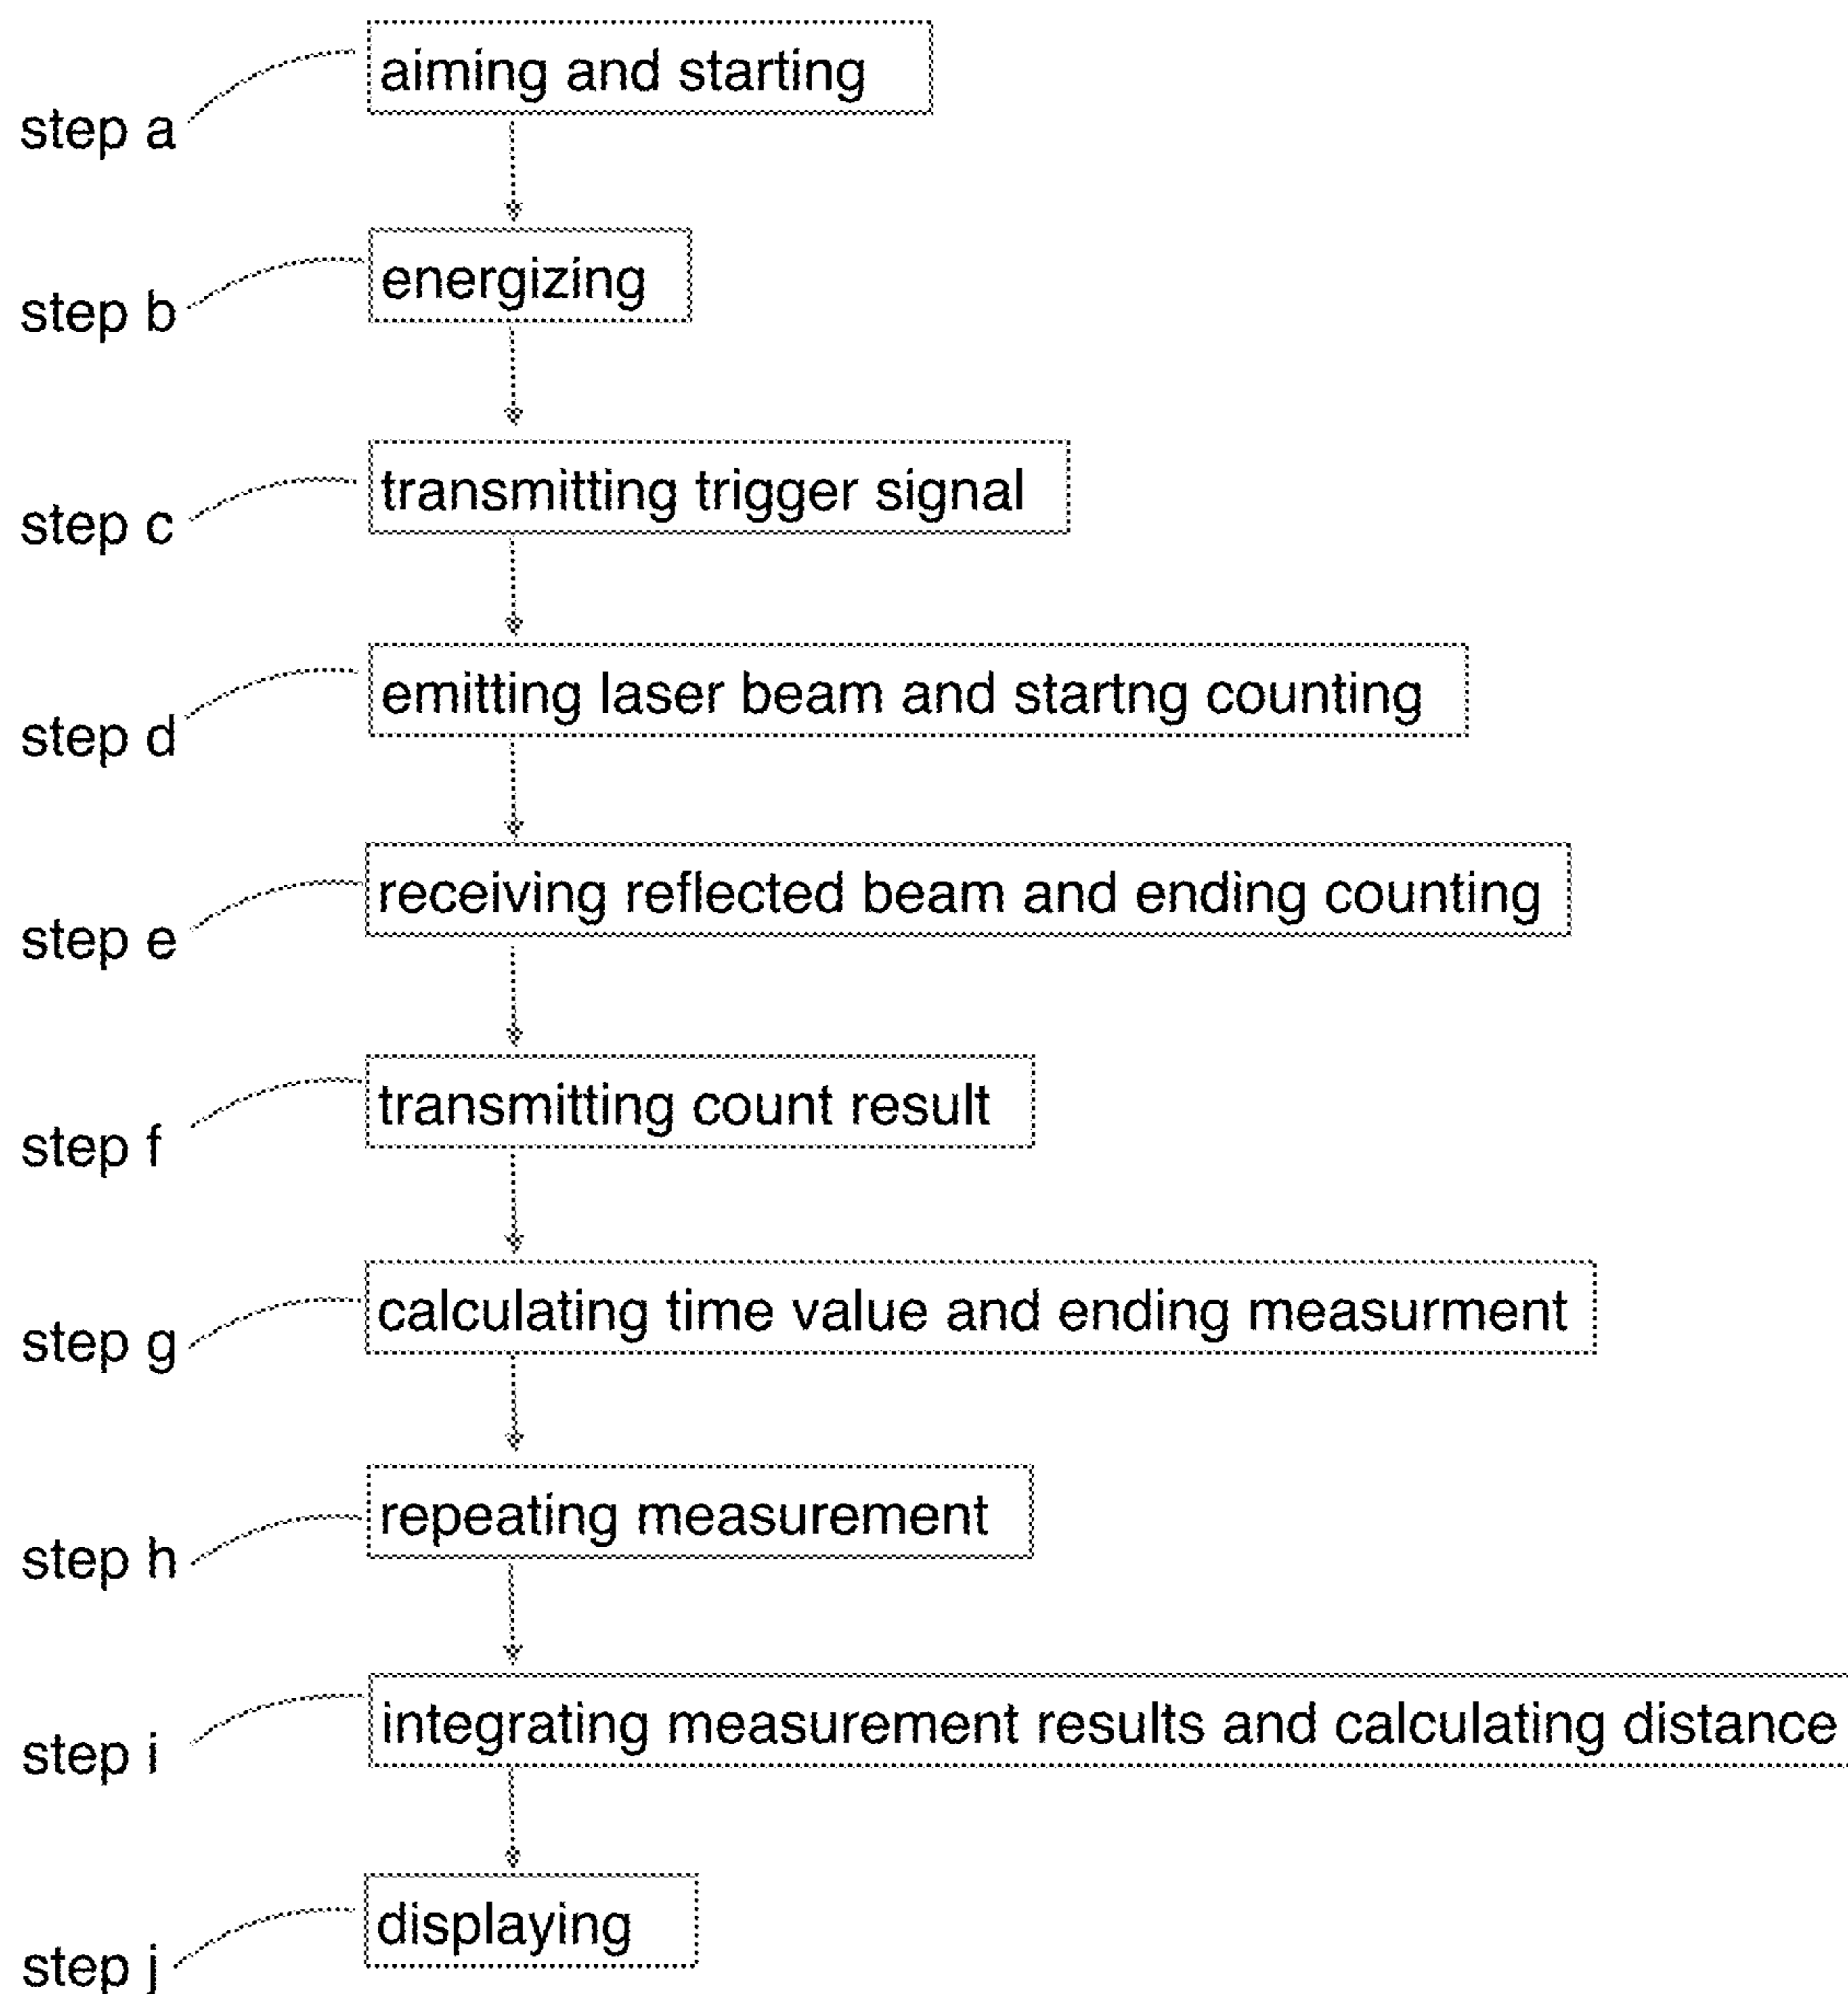 aiming and starting
step a
energizing
step b
transmitting trigger signal
step c
emitting laser beam and startng counting
step d
receiving reflected beam and ending counting
step e
transmitting count result
step f
calculating time value and ending measurment
step g
repeating measurement
step h
integrating measurement results and calculating distance
step i
displaying
step j